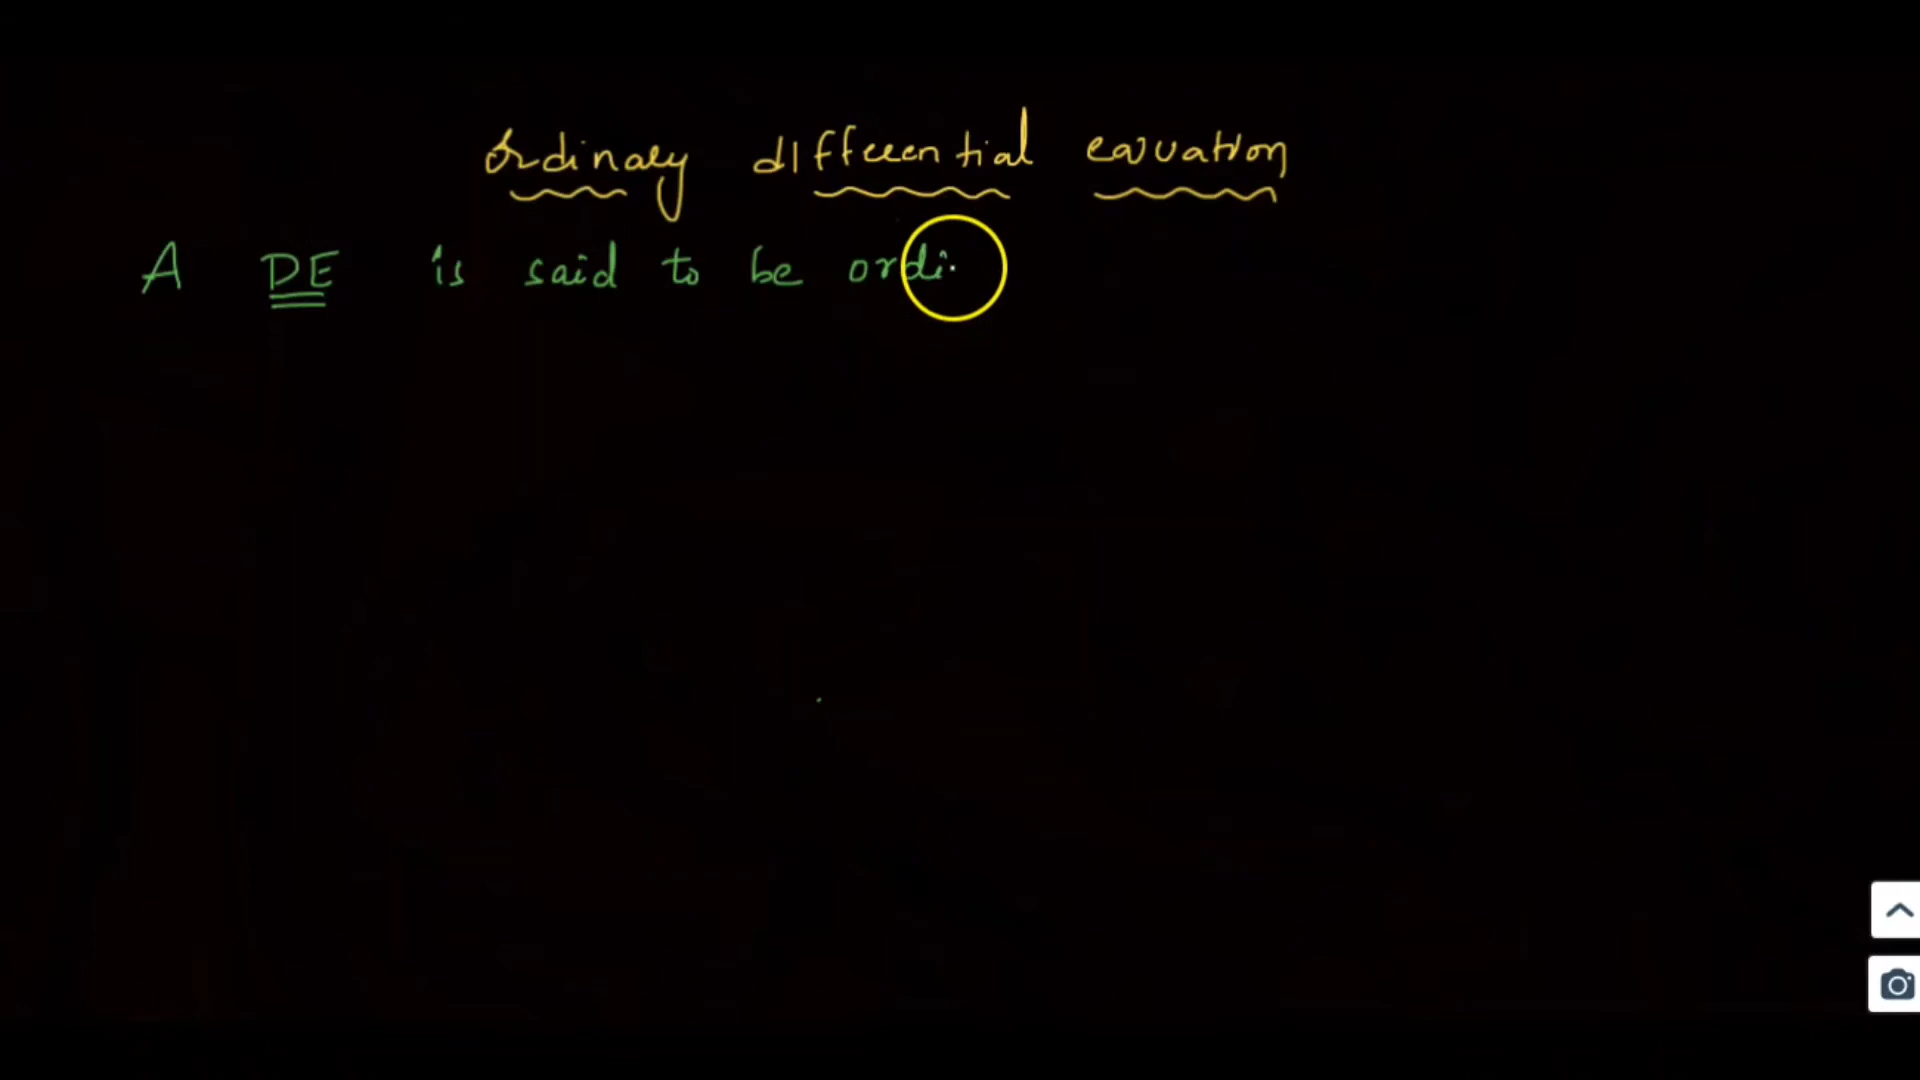 ordinary differential equation
A DE is said to be ordi